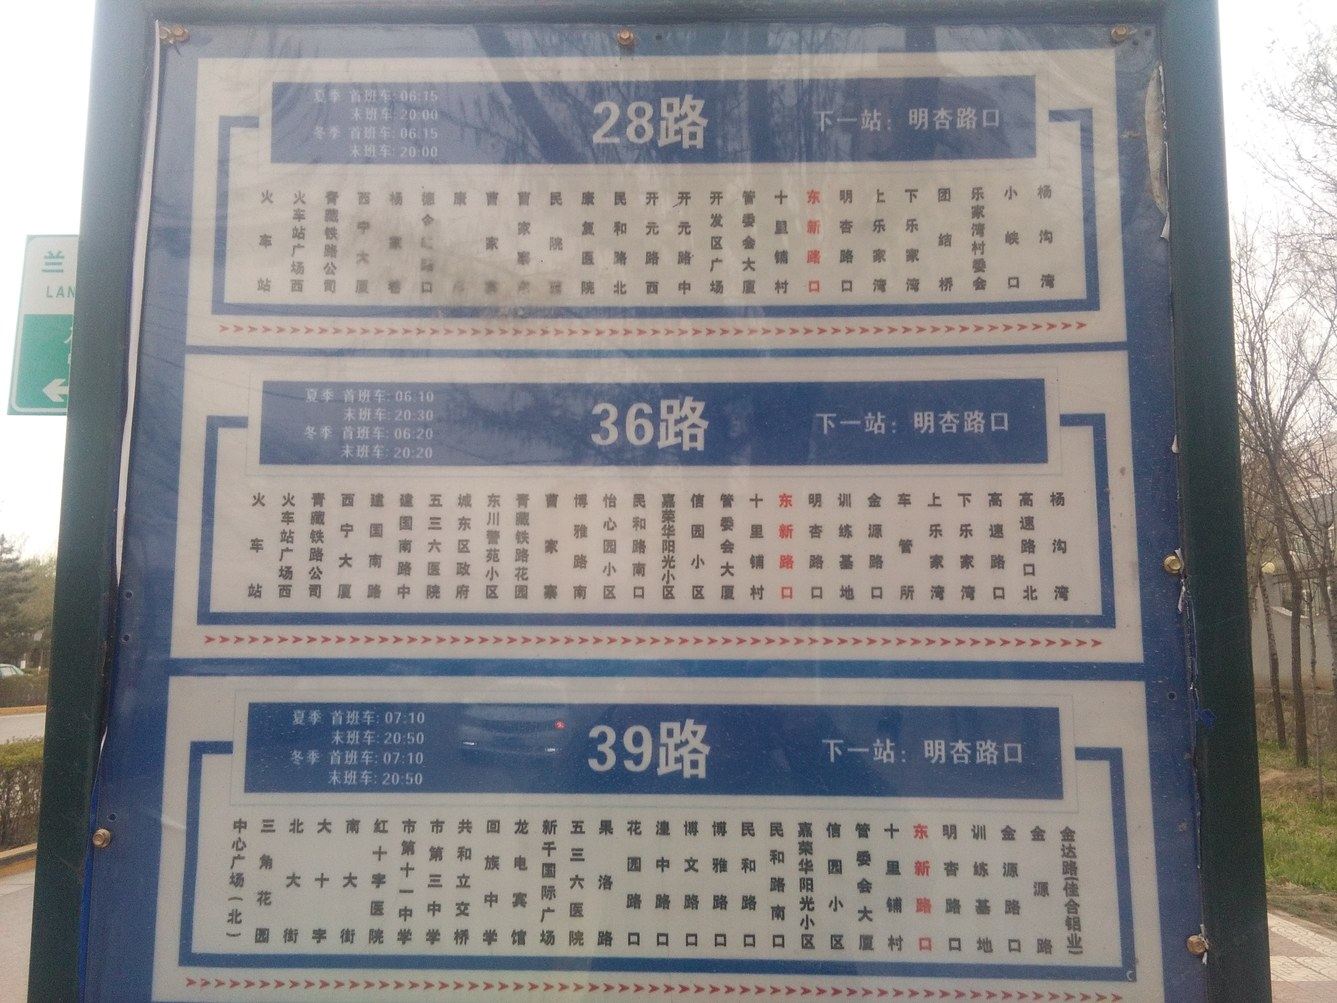 夏季 首班车: 06:15
末班车: 20:00
冬季 首班车: 06:15
末班车: 20:00
28路
下一站: 明杏路口
火车站
火车站广场西
青藏铁路公司
西宁大厦
杨家巷
德令哈路口
康
曹家寨
曹家寨
民院
康复医院
民和路北
开元路西
开元路中
开发区广场
管委会大厦
十里铺村
东新路口
明杏路口
上乐家湾
下乐家湾
团结桥
乐家湾村委会
小峡口
杨沟湾
夏季 首班车: 06:10
末班车: 20:30
冬季 首班车: 06:20
末班车: 20:20
36路
下一站: 明杏路口
火车站
火车站广场西
青藏铁路公司
西宁大厦
建国南路
建国南路中
五三六医院
城东区政府
东川警苑小区
青藏铁路花园
曹家寨
博雅路南
怡心园小区
民和路南口
嘉荣华阳光小区
信园小区
管委会大厦
十里铺村
东新路口
明杏路口
训练基地
金源路口
车管所
上乐家湾
下乐家湾
高速路口
高速路口北
杨沟湾
夏季 首班车: 07:10
末班车: 20:50
冬季 首班车: 07:10
末班车: 20:50
39路
下一站: 明杏路口
中心广场(北)
三角花园
北大街
大十字
南大街
红十字医院
市第十一中学
市第三中学
共和立交桥
回族中学
龙电宾馆
新千国际广场
五三六医院
果洛路
花园路口
湟中路口
博文路口
博雅路口
民和路口
民和路南口
嘉荣华阳光小区
信园小区
管委会大厦
十里铺村
东新路口
明杏路口
训练基地
金源路口
金源路
金达路(佳合铝业)
兰
LAN